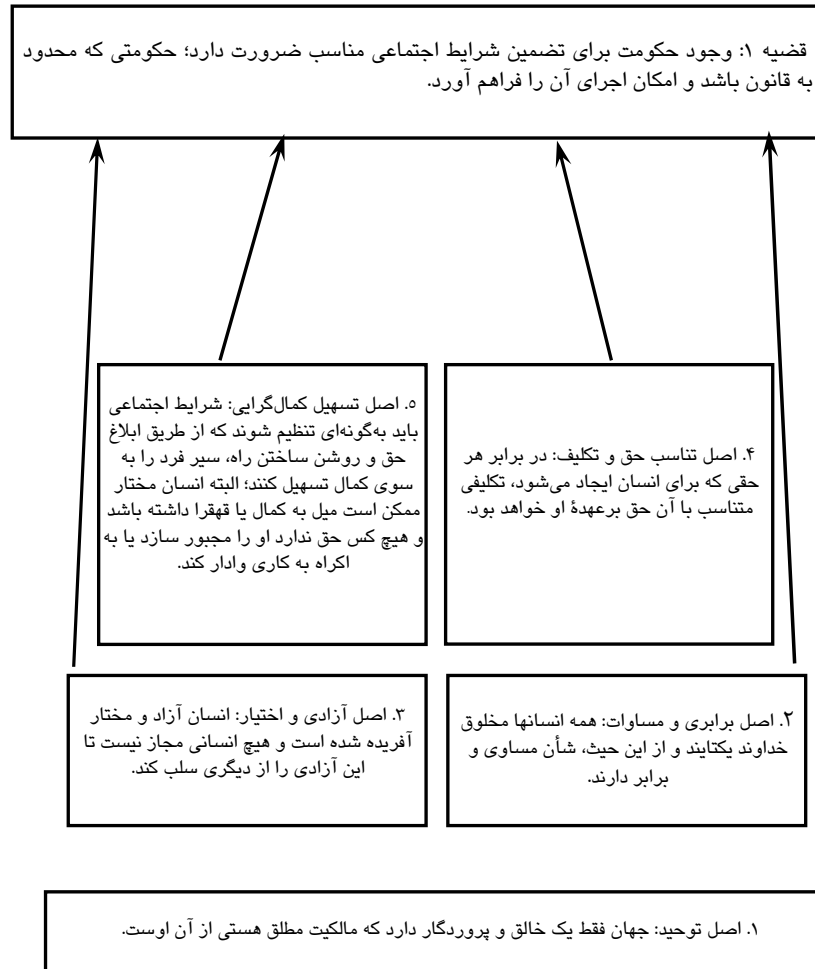 قضیه ۱: وجود حکومت برای تضمین شرایط اجتماعی مناسب ضرورت دارد؛ حکومتی که محدود
به قانون باشد و امکان اجرای آن را فراهم آورد.
۴. اصل تناسب حق و تکلیف: در برابر هر
حقی که برای انسان ایجاد می‌شود، تکلیفی
متناسب با آن حق برعهدهٔ او خواهد بود.
۵. اصل تسهیل کمال‌گرایی: شرایط اجتماعی
باید به‌گونه‌ای تنظیم شوند که از طریق ابلاغ
حق و روشن ساختن راه، سیر فرد را به
سوی کمال تسهیل کنند؛ البته انسان مختار
ممکن است میل به کمال یا قهقرا داشته باشد
و هیچ کس حق ندارد او را مجبور سازد یا به
اکراه به کاری وادار کند.
۲. اصل برابری و مساوات: همه انسانها مخلوق
خداوند یکتایند و از این حیث، شأن مساوی و
برابر دارند.
۳. اصل آزادی و اختیار: انسان آزاد و مختار
آفریده شده است و هیچ انسانی مجاز نیست تا
این آزادی را از دیگری سلب کند.
۱. اصل توحید: جهان فقط یک خالق و پروردگار دارد که مالکیت مطلق هستی از آن اوست.